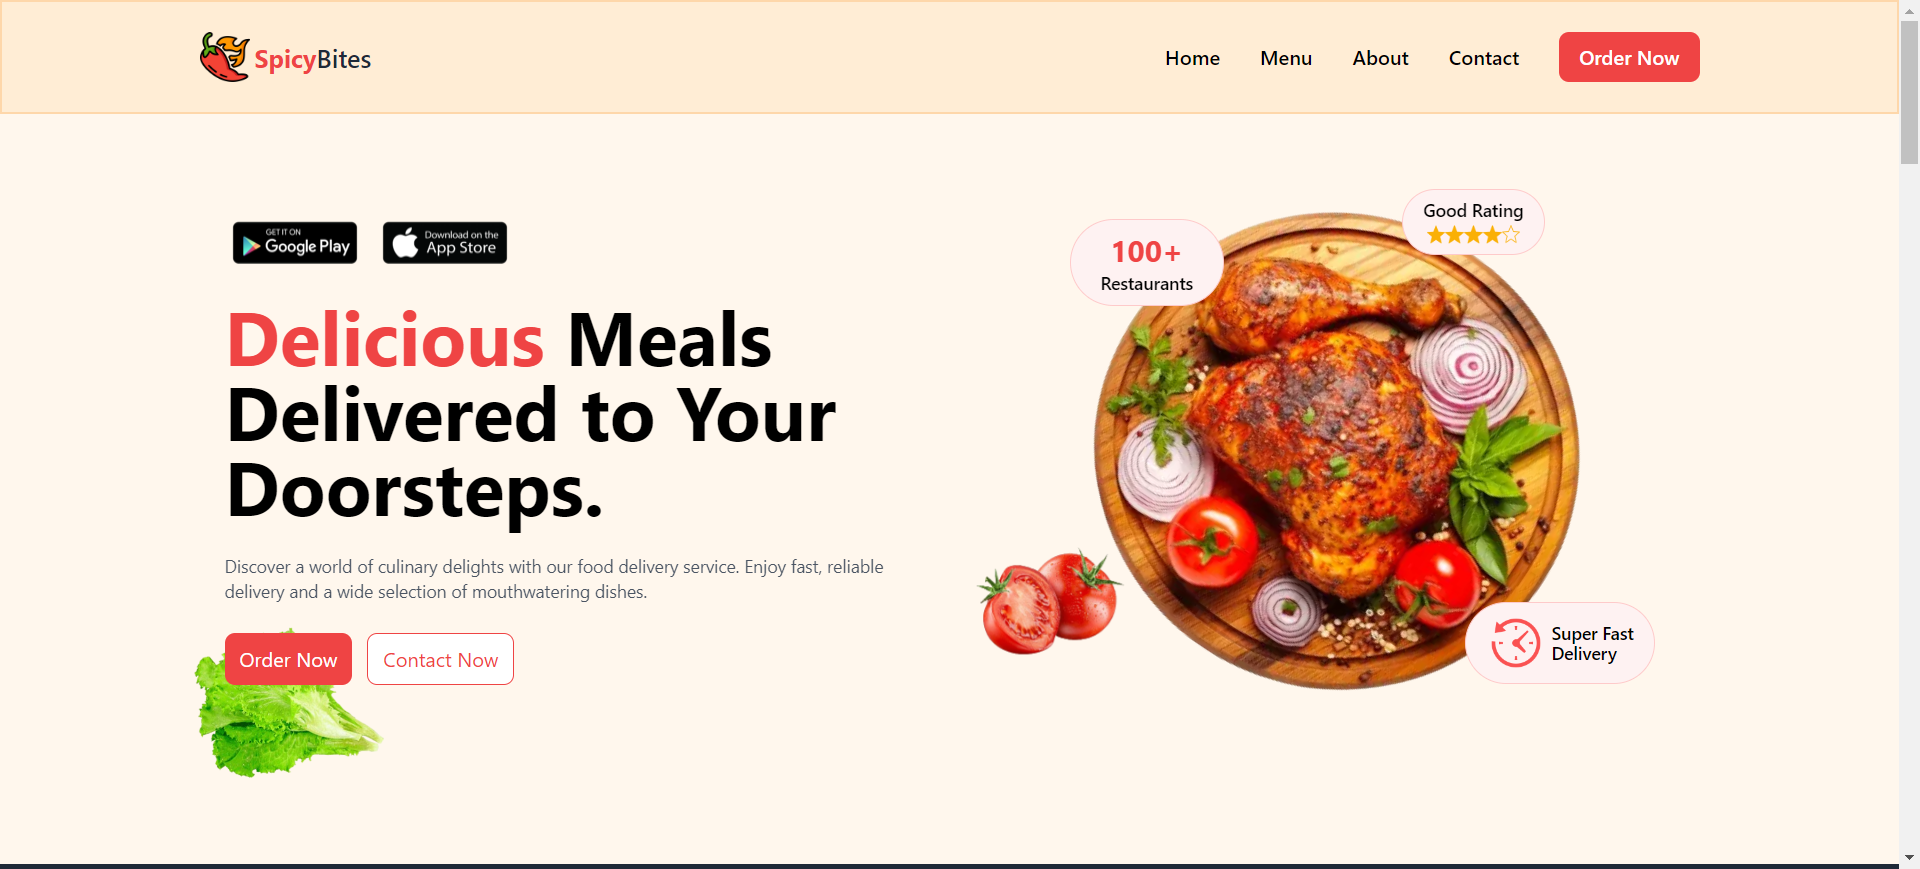 SpicyBites
Home
Menu
About
Contact
Order Now
GET IT ON
Google Play
Download on the
App Store
Delicious Meals
Delivered to Your
Doorsteps.
Discover a world of culinary delights with our food delivery service. Enjoy fast, reliable
delivery and a wide selection of mouthwatering dishes.
Order Now
Contact Now
100+
Restaurants
Good Rating
Super Fast
Delivery